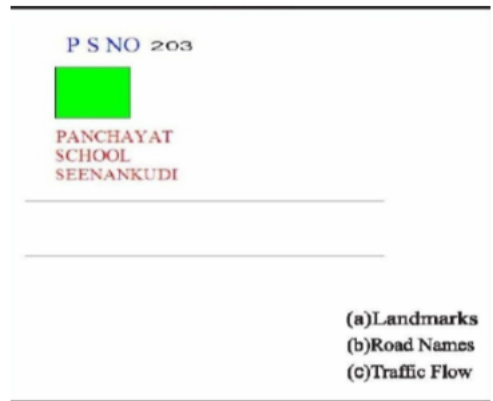 P S NO 203
PANCHAYAT
SCHOOL
SEENANKUDI
(a)Landmarks
(b)Road Names
(c)Traffic Flow